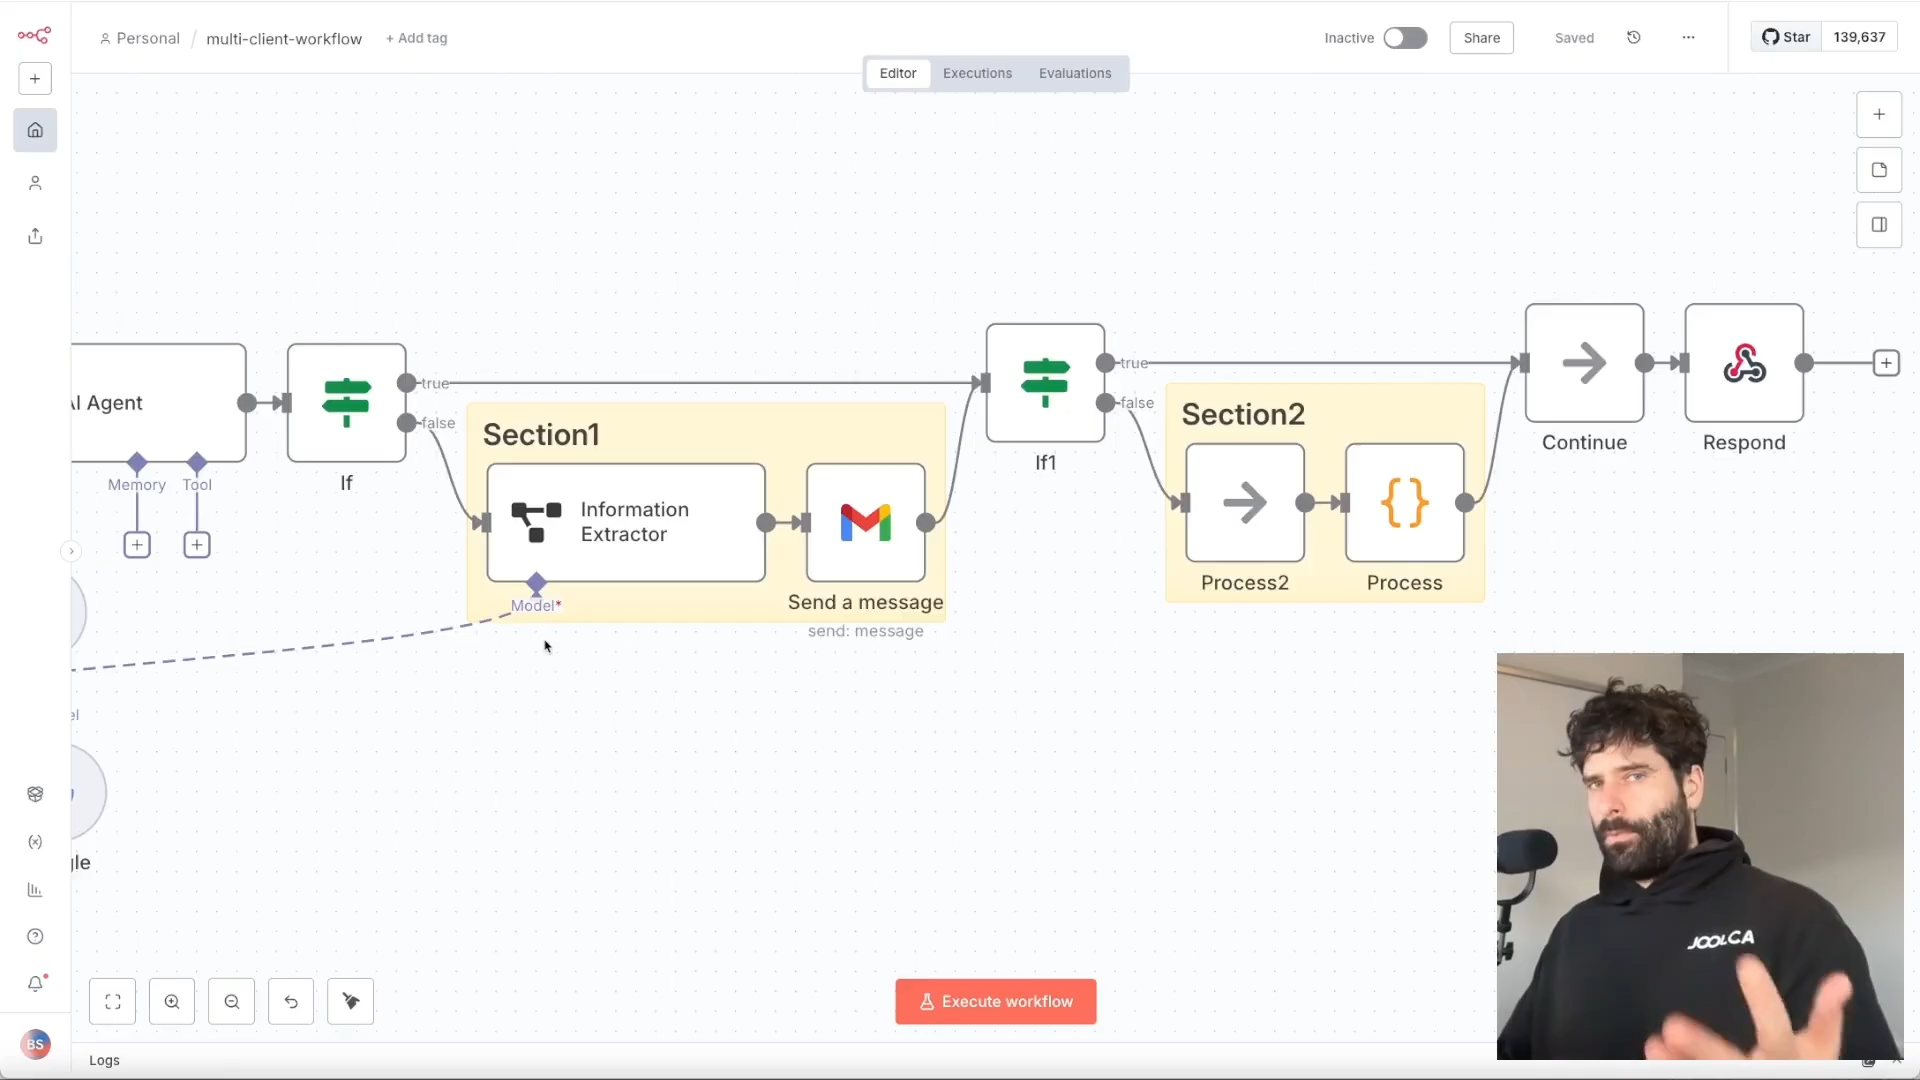 Personal / multi-client-workflow + Add tag
Inactive
Share
Saved
Star 139,637
Editor Executions Evaluations
AI Agent
Memory Tool
true
false
If
Section1
Information
Extractor
Model*
Send a message
send: message
true
false
If1
Section2
Process2
Process
Continue
Respond
JOOLCA
Execute workflow
BS
Logs